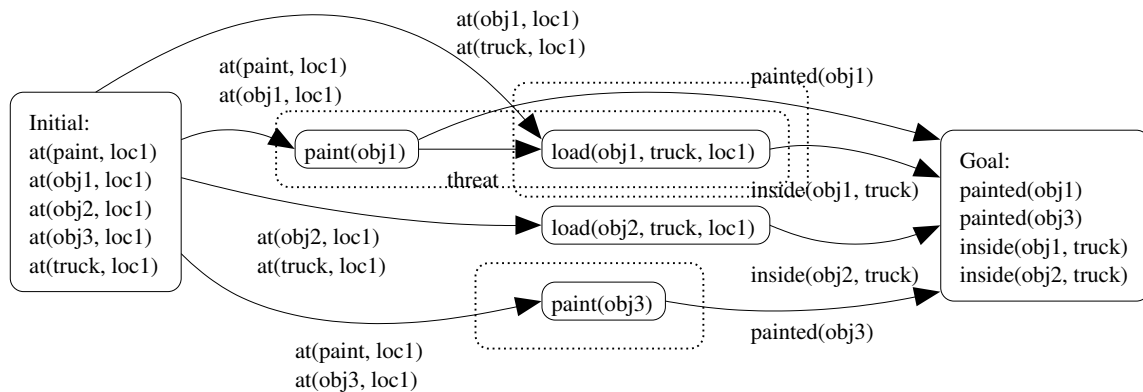 at(obj1, loc1)
at(truck, loc1)
at(paint, loc1)
at(obj1, loc1)
painted(obj1)
Initial:
at(paint, loc1)
at(obj1, loc1)
at(obj2, loc1)
at(obj3, loc1)
at(truck, loc1)
paint(obj1)
load(obj1, truck, loc1)
threat
inside(obj1, truck)
load(obj2, truck, loc1)
at(obj2, loc1)
at(truck, loc1)
inside(obj2, truck)
paint(obj3)
painted(obj3)
at(paint, loc1)
at(obj3, loc1)
Goal:
painted(obj1)
painted(obj3)
inside(obj1, truck)
inside(obj2, truck)